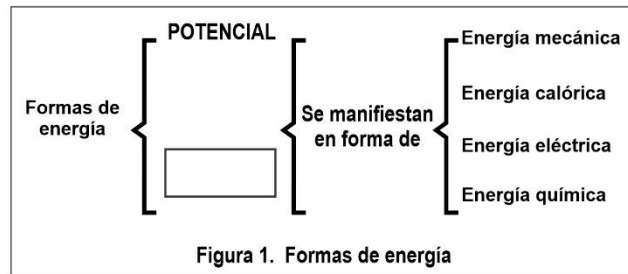 POTENCIAL
Formas de
energía
Se manifiestan
en forma de
Energía mecánica
Energía calórica
Energía eléctrica
Energía química
Figura 1. Formas de energía